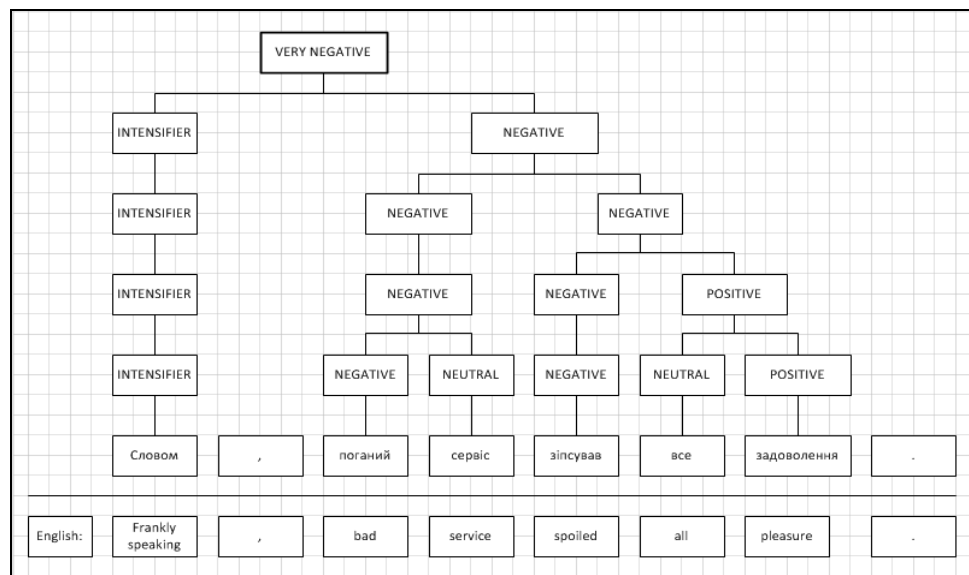 VERY NEGATIVE
INTENSIFIER NEGATIVE
INTENSIFIER NEGATIVE NEGATIVE
INTENSIFIER NEGATIVE NEGATIVE POSITIVE
INTENSIFIER NEGATIVE NEUTRAL NEGATIVE NEUTRAL POSITIVE
Словом , поганий сервіс зіпсував все задоволення .
English: Frankly speaking , bad service spoiled all pleasure .